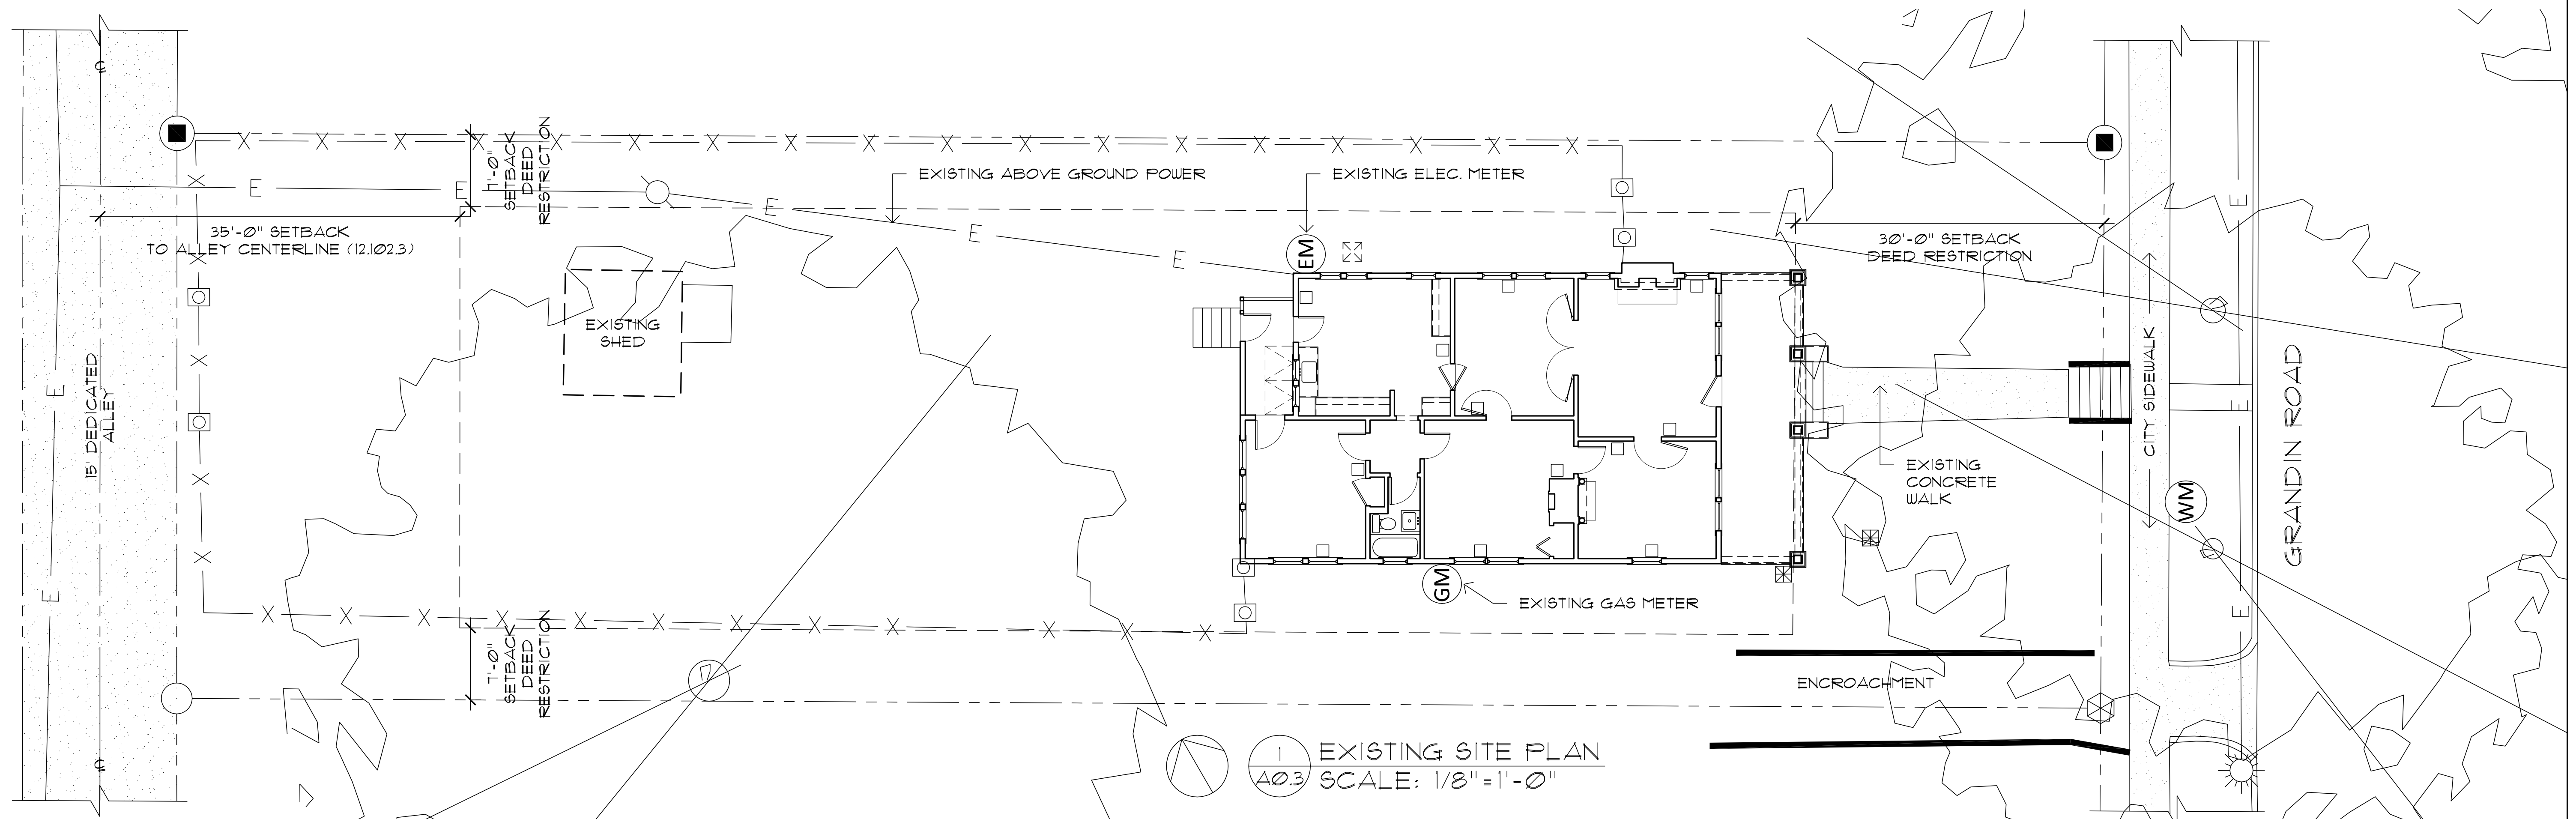 ℄
7'-0"
SETBACK
DEED
RESTRICTION
E
E
E
E
E
EXISTING ABOVE GROUND POWER
EXISTING ELEC. METER
35'-0" SETBACK
TO ALLEY CENTERLINE (12.102.3)
30'-0" SETBACK
DEED RESTRICTION
EM
EXISTING
SHED
15' DEDICATED
ALLEY
E
E
EXISTING
CONCRETE
WALK
CITY SIDEWALK
E
E
E
GRANDIN ROAD
WM
GM
EXISTING GAS METER
7'-0"
SETBACK
DEED
RESTRICTION
ENCROACHMENT
℄
1
A0.3
EXISTING SITE PLAN
SCALE: 1/8"=1'-0"